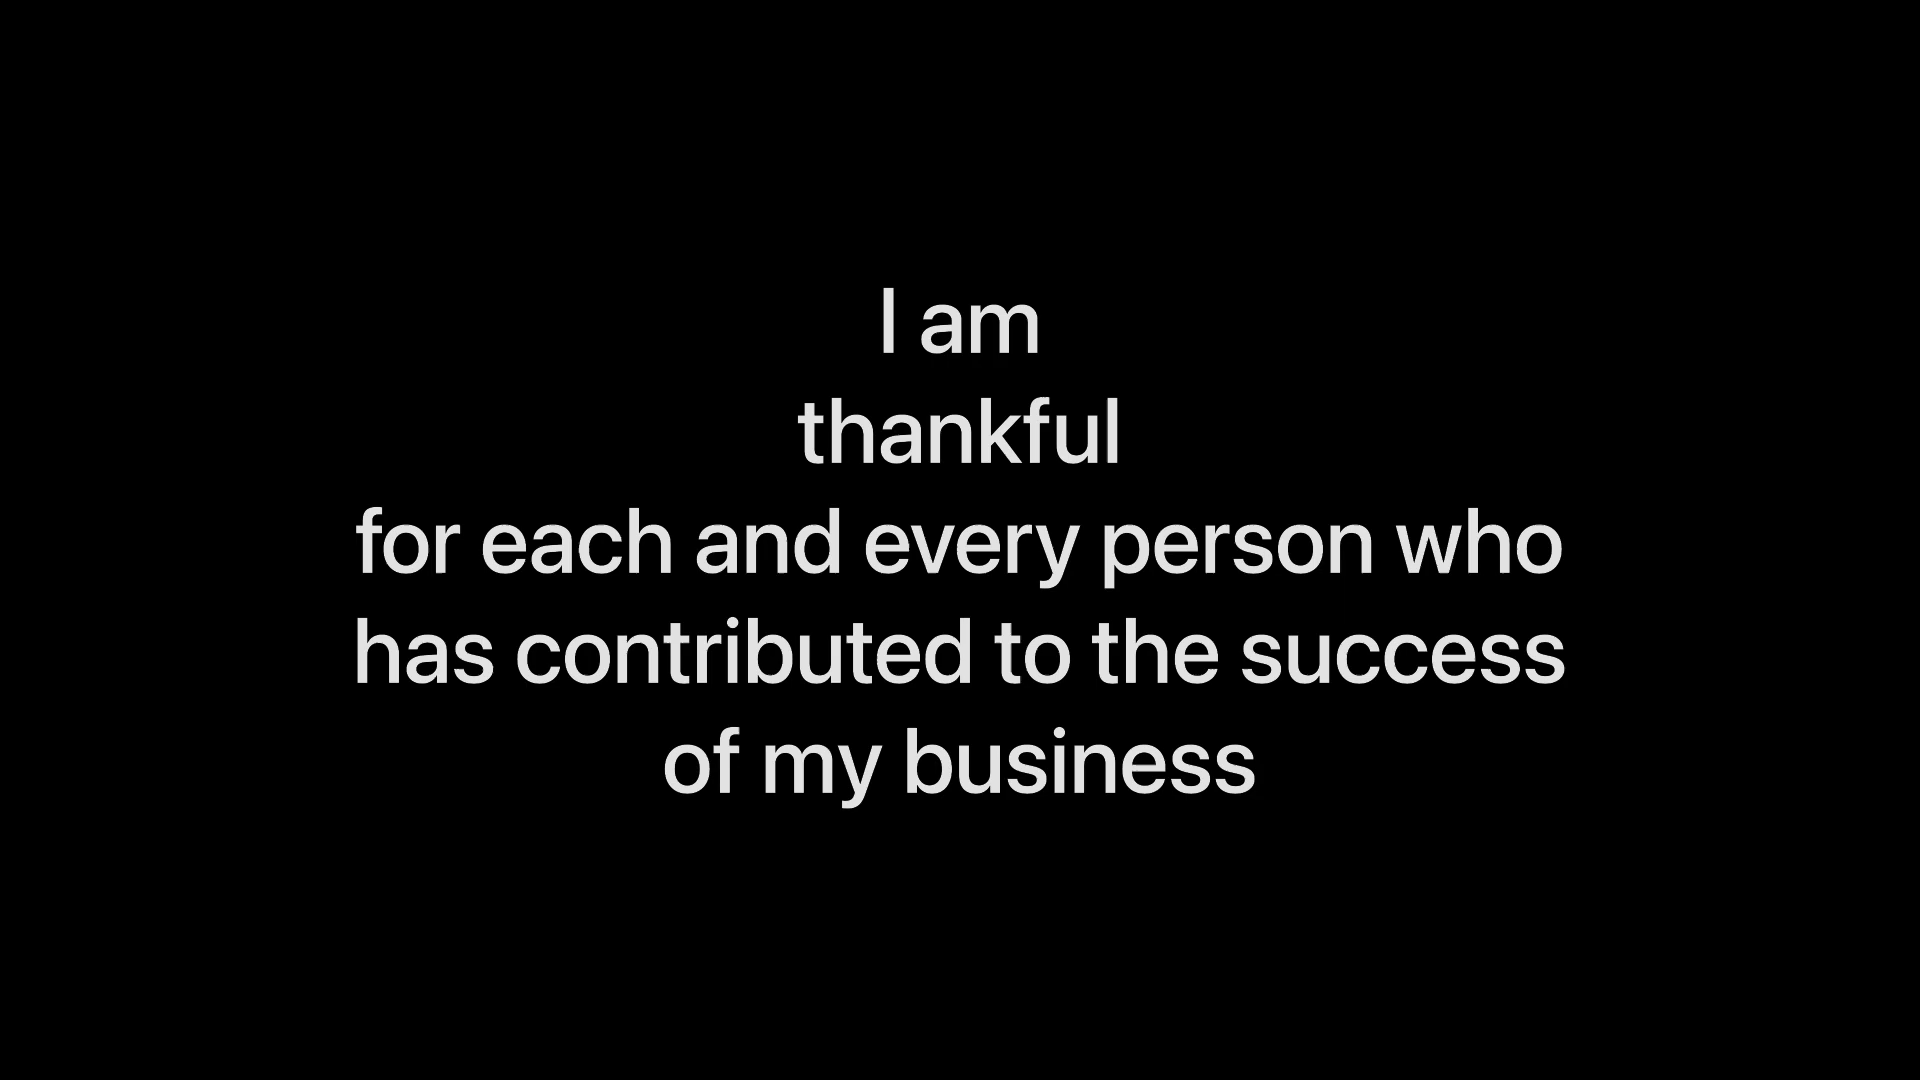 I am
thankful
for each and every person who
has contributed to the success
of my business